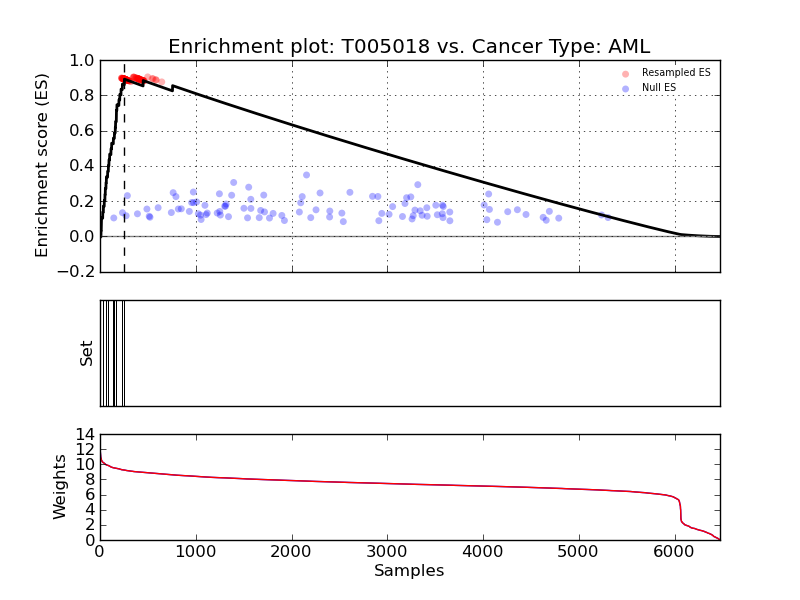 Enrichment plot: T005018 vs. Cancer Type: AML
Enrichment score (ES)
1.0
0.8
0.6
0.4
0.2
0.0
−0.2
Resampled ES
Null ES
Set
Weights
14
12
10
8
6
4
2
0
0 1000 2000 3000 4000 5000 6000
Samples